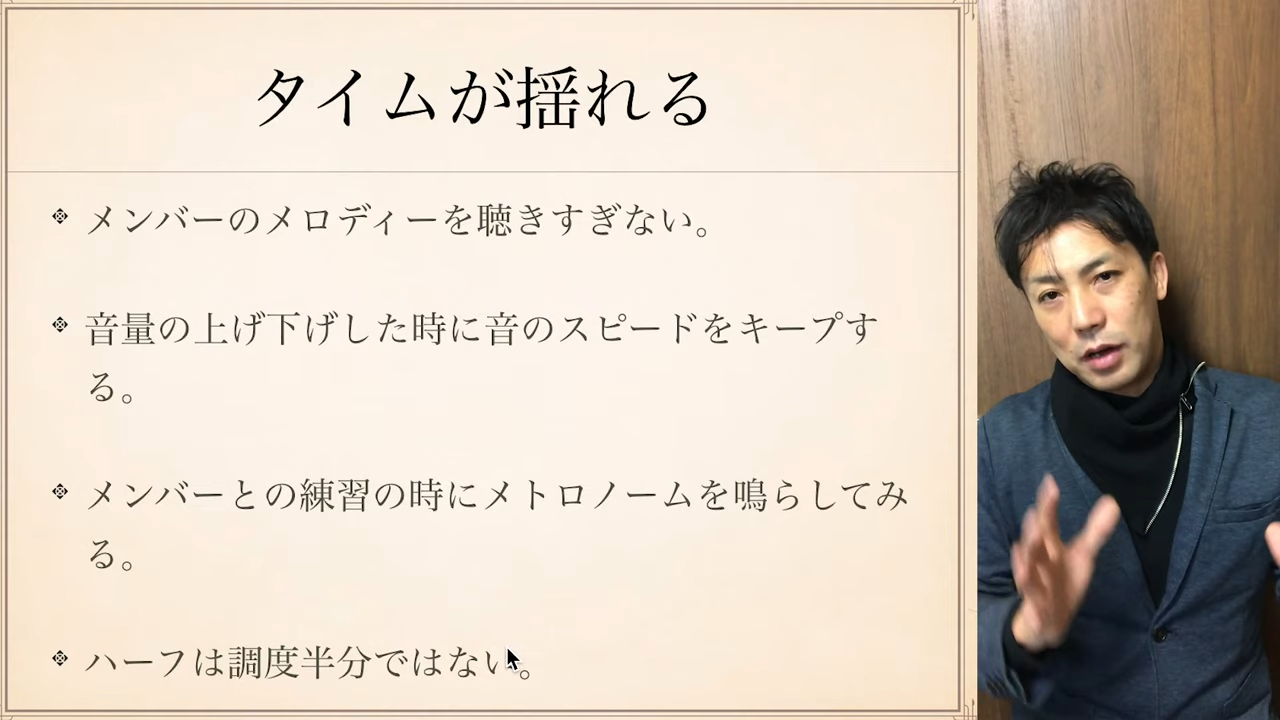 タイムが揺れる
メンバーのメロディーを聴きすぎない。
音量の上げ下げした時に音のスピードをキープす
る。
メンバーとの練習の時にメトロノームを鳴らしてみ
る。
ハーフは調度半分ではない。